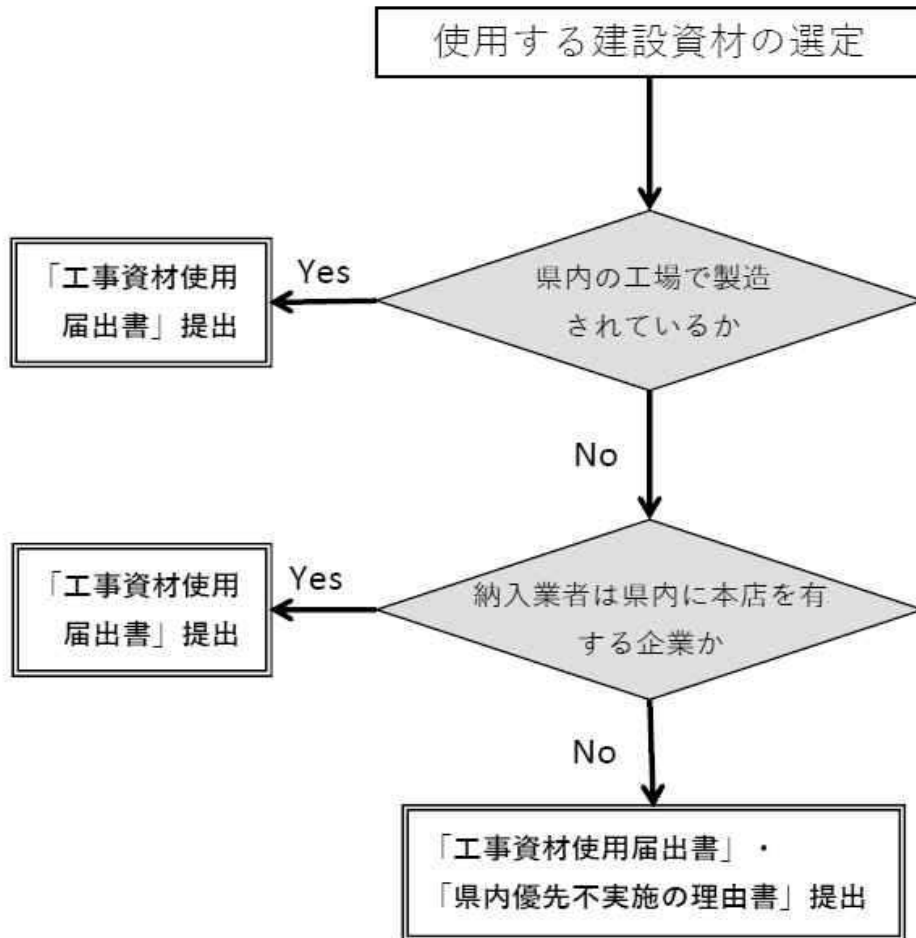 使用する建設資材の選定
県内の工場で製造
されているか
Yes
「工事資材使用
届出書」提出
No
納入業者は県内に本店を有
する企業か
Yes
「工事資材使用
届出書」提出
No
「工事資材使用届出書」・
「県内優先不実施の理由書」提出